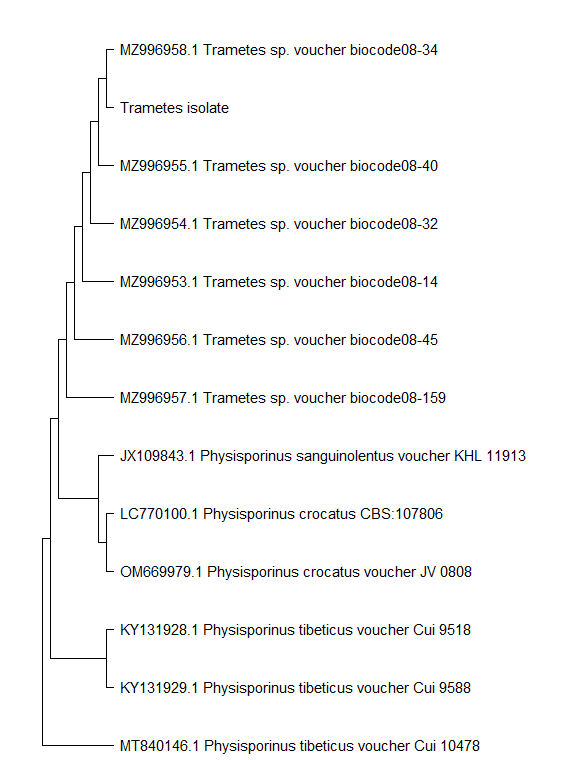 MZ996958.1 Trametes sp. voucher biocode08-34
Trametes isolate
MZ996955.1 Trametes sp. voucher biocode08-40
MZ996954.1 Trametes sp. voucher biocode08-32
MZ996953.1 Trametes sp. voucher biocode08-14
MZ996956.1 Trametes sp. voucher biocode08-45
MZ996957.1 Trametes sp. voucher biocode08-159
JX109843.1 Physisporinus sanguinolentus voucher KHL 11913
LC770100.1 Physisporinus crocatus CBS:107806
OM669979.1 Physisporinus crocatus voucher JV 0808
KY131928.1 Physisporinus tibeticus voucher Cui 9518
KY131929.1 Physisporinus tibeticus voucher Cui 9588
MT840146.1 Physisporinus tibeticus voucher Cui 10478